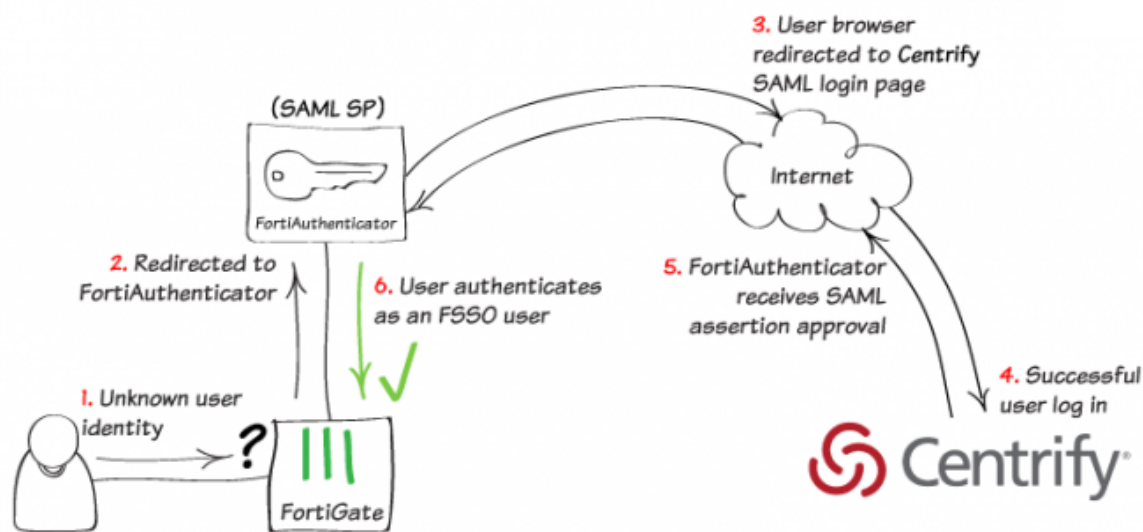 3. User browser
redirected to Centrify
SAML login page
(SAML SP)
FortiAuthenticator
Internet
2. Redirected to
FortiAuthenticator
6. User authenticates
as an FSSO user
5. FortiAuthenticator
receives SAML
assertion approval
4. Successful
user log in
1. Unknown user
identity
?
FortiGate
Centrify®